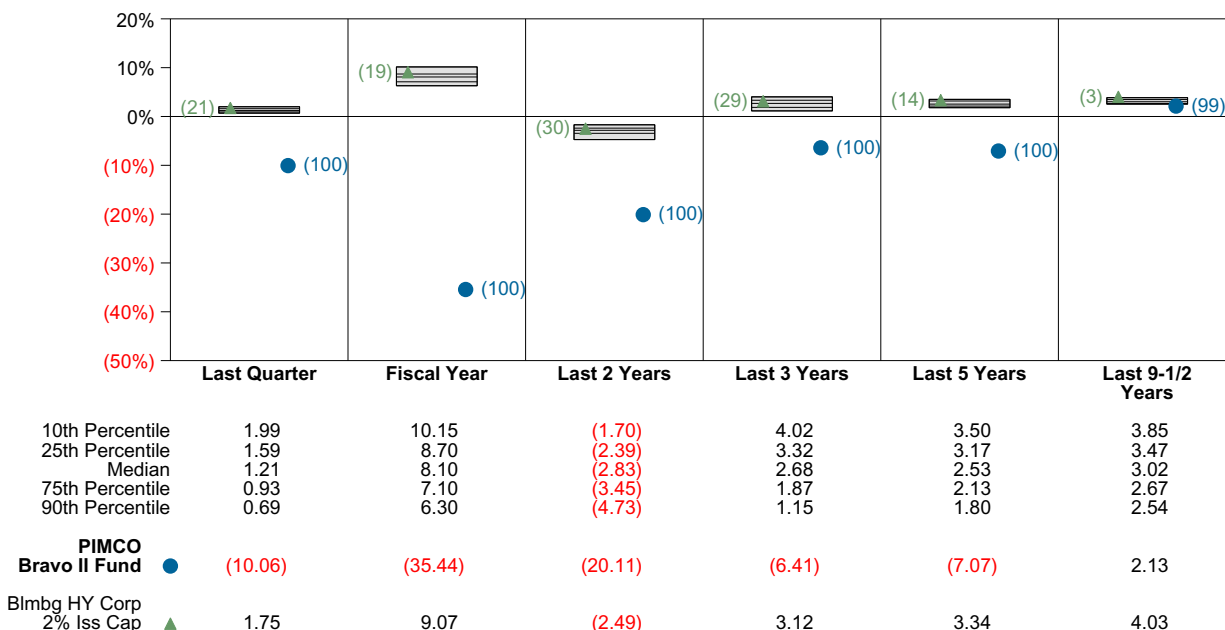 20%
10%
0%
(10%)
(20%)
(30%)
(40%)
(50%)
(21)
(100)
(19)
(100)
(30)
(100)
(29)
(100)
(14)
(100)
(3)
(99)
Last Quarter Fiscal Year Last 2 Years Last 3 Years Last 5 Years Last 9-1/2
Years
10th Percentile 1.99 10.15 (1.70) 4.02 3.50 3.85
25th Percentile 1.59 8.70 (2.39) 3.32 3.17 3.47
Median 1.21 8.10 (2.83) 2.68 2.53 3.02
75th Percentile 0.93 7.10 (3.45) 1.87 2.13 2.67
90th Percentile 0.69 6.30 (4.73) 1.15 1.80 2.54
PIMCO
Bravo II Fund (10.06) (35.44) (20.11) (6.41) (7.07) 2.13
Blmbg HY Corp
2% Iss Cap 1.75 9.07 (2.49) 3.12 3.34 4.03